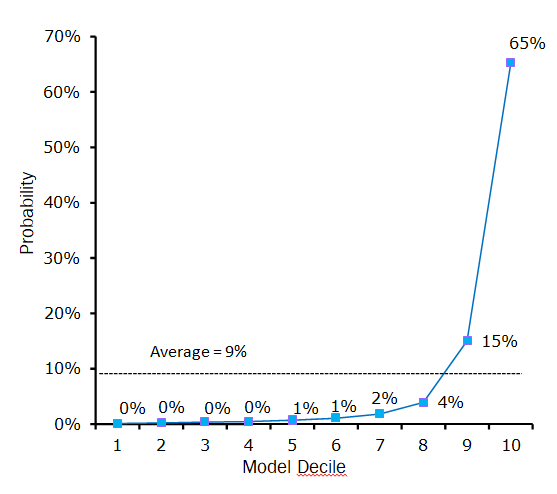 70%
65%
60%
50%
40%
30%
20%
15%
Average = 9%
10%
0% 0% 0% 0% 1% 1% 2% 4%
0%
1 2 3 4 5 6 7 8 9 10
Model Decile
Probability